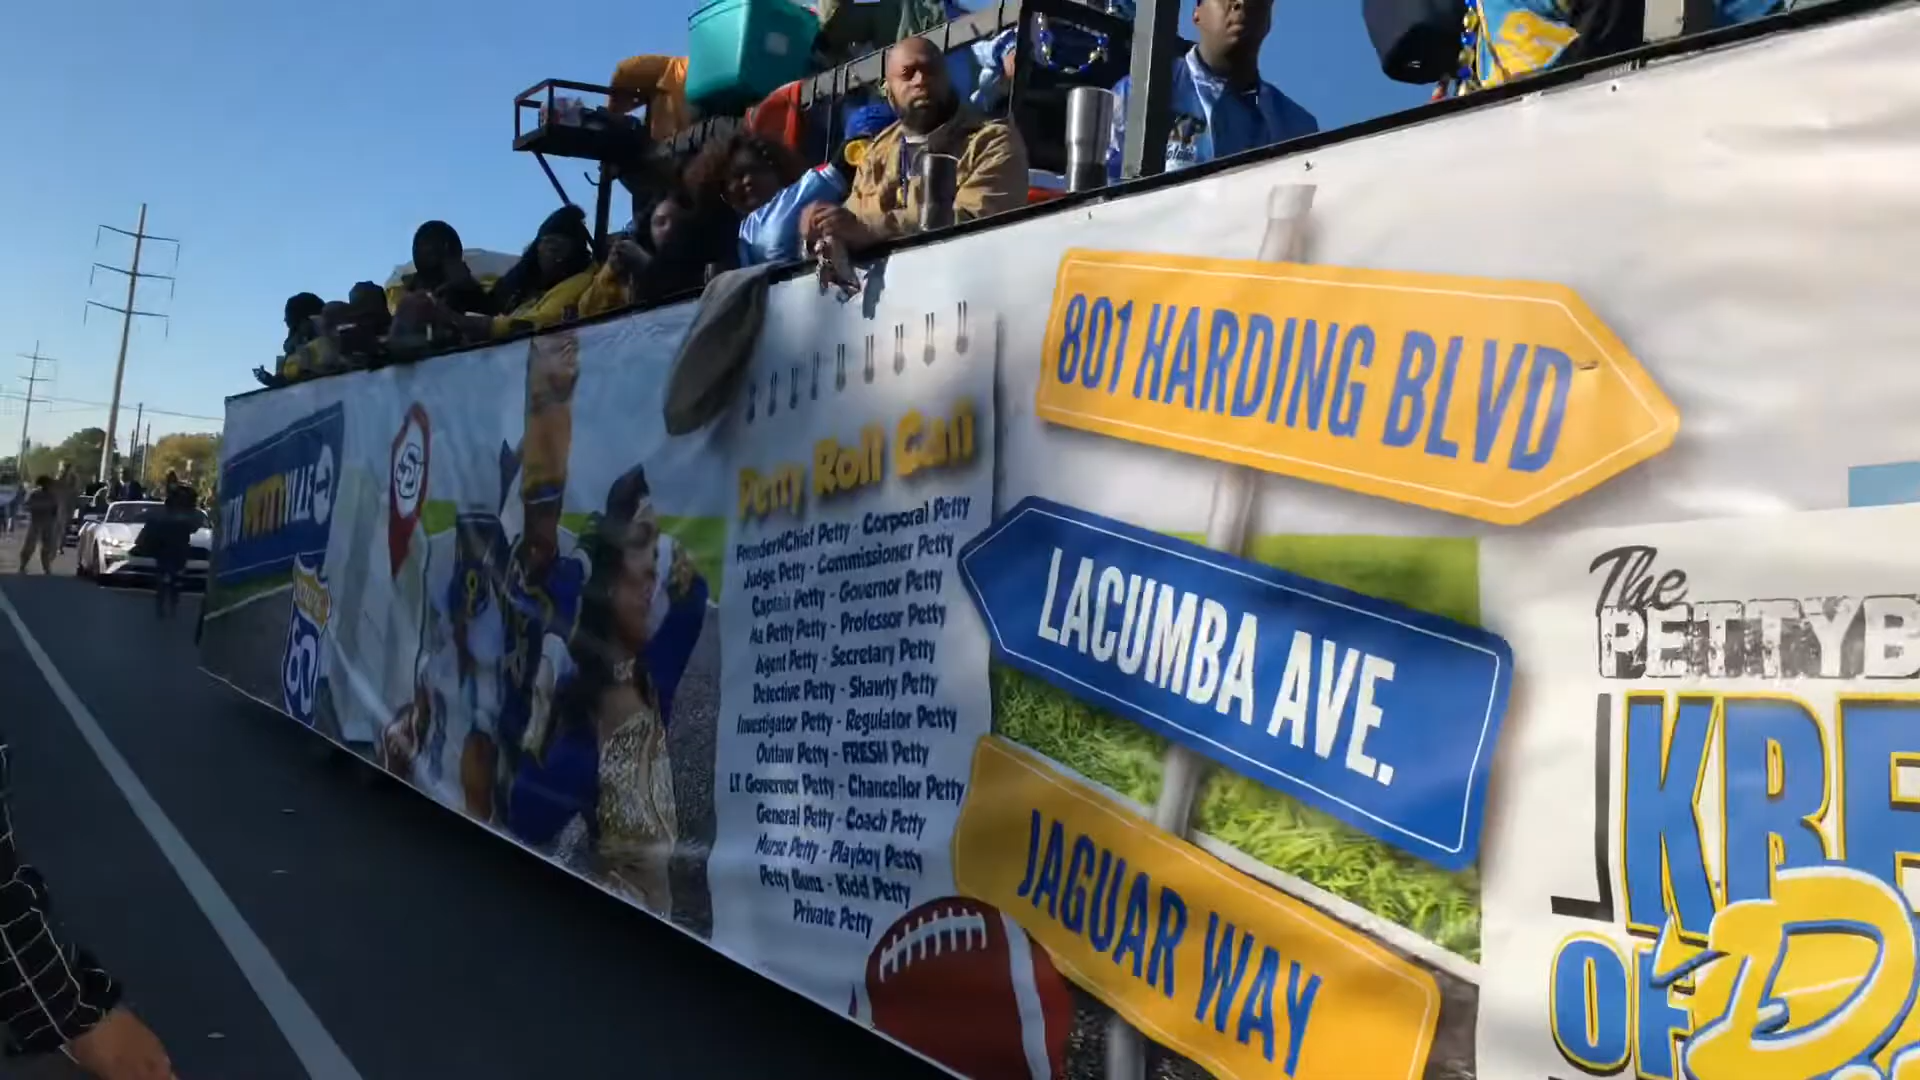 PETTYVILLE
SU
Petty Roll Call
Founder/Chief Petty - Corporal Petty
Judge Petty - Commissioner Petty
Captain Petty - Governor Petty
Ma Petty Petty - Professor Petty
Agent Petty - Secretary Petty
Detective Petty - Shawty Petty
Investigator Petty - Regulator Petty
Outlaw Petty - FRESH Petty
LT. Governor Petty - Chancellor Petty
General Petty - Coach Petty
Nurse Petty - Playboy Petty
Petty Bunz - Kidd Petty
Private Petty
801 HARDING BLVD
LACUMBA AVE.
JAGUAR WAY
The
PETTYB
KRE
OF D